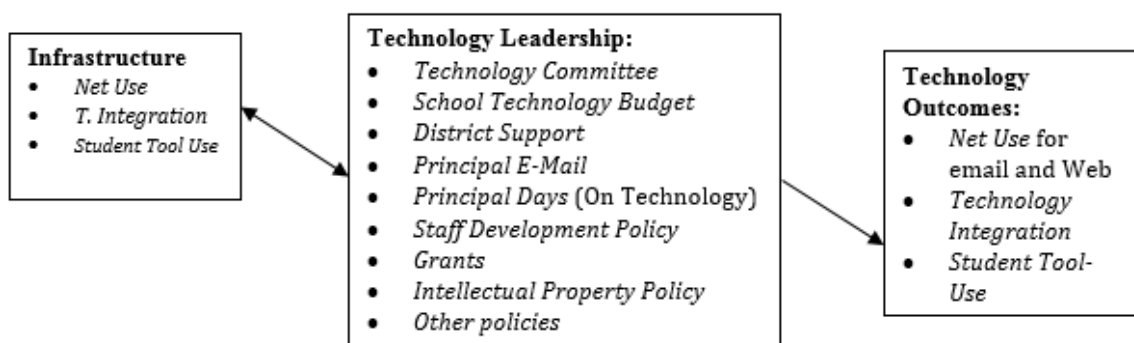 Infrastructure
• Net Use
• T. Integration
• Student Tool Use
Technology Leadership:
• Technology Committee
• School Technology Budget
• District Support
• Principal E-Mail
• Principal Days (On Technology)
• Staff Development Policy
• Grants
• Intellectual Property Policy
• Other policies
Technology
Outcomes:
• Net Use for
email and Web
• Technology
Integration
• Student Tool-
Use